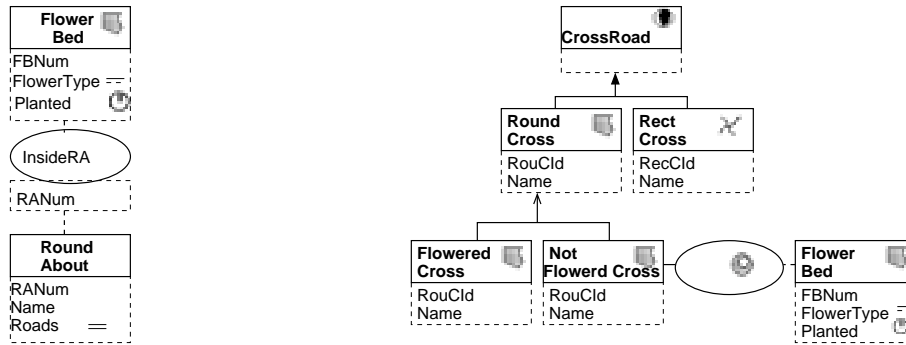 Flower
Bed
FBNum
FlowerType
Planted
InsideRA
RANum
Round
About
RANum
Name
Roads
CrossRoad
Round
Cross
RouCId
Name
Rect
Cross
RecCId
Name
Flowered
Cross
RouCId
Name
Not
Flowerd Cross
RouCId
Name
Flower
Bed
FBNum
FlowerType
Planted